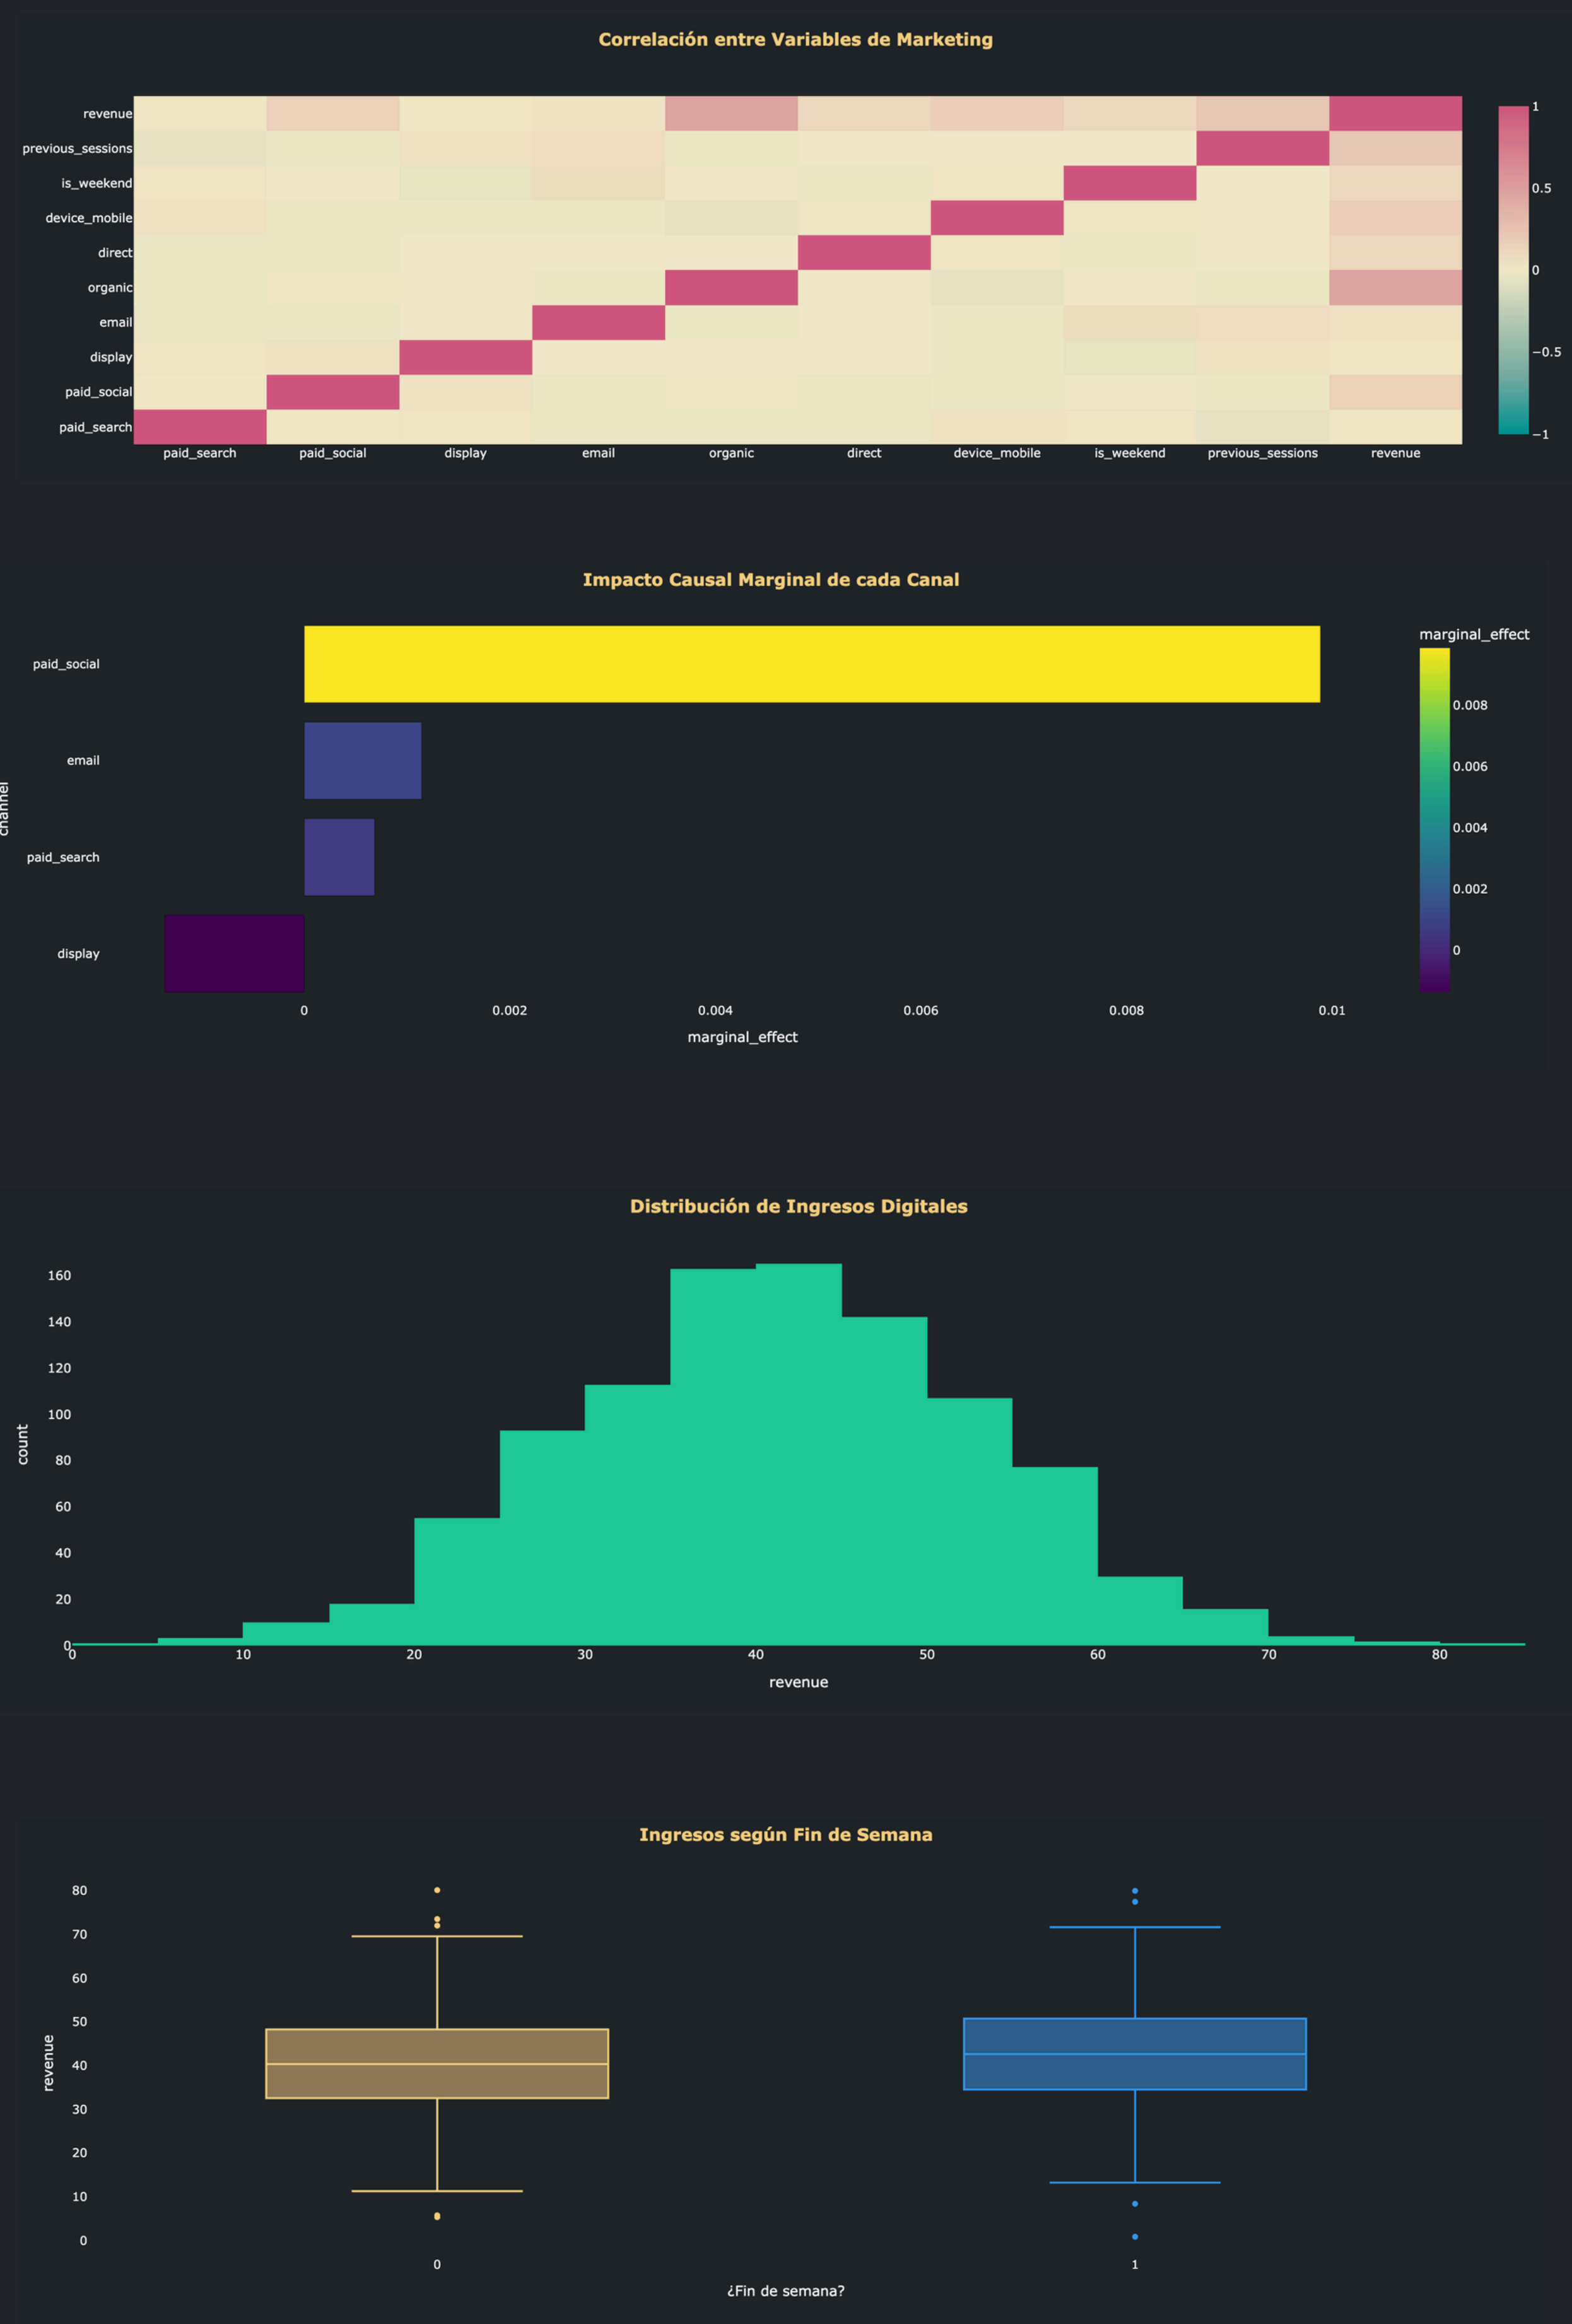 Correlación entre Variables de Marketing
revenue
previous_sessions
is_weekend
device_mobile
direct
organic
email
display
paid_social
paid_search
paid_search paid_social display email organic direct device_mobile is_weekend previous_sessions revenue
1
0.5
0
−0.5
−1
Impacto Causal Marginal de cada Canal
channel
paid_social
email
paid_search
display
0 0.002 0.004 0.006 0.008 0.01
marginal_effect
marginal_effect
0.008
0.006
0.004
0.002
0
Distribución de Ingresos Digitales
count
160
140
120
100
80
60
40
20
0
0 10 20 30 40 50 60 70 80
revenue
Ingresos según Fin de Semana
revenue
80
70
60
50
40
30
20
10
0
0 1
¿Fin de semana?